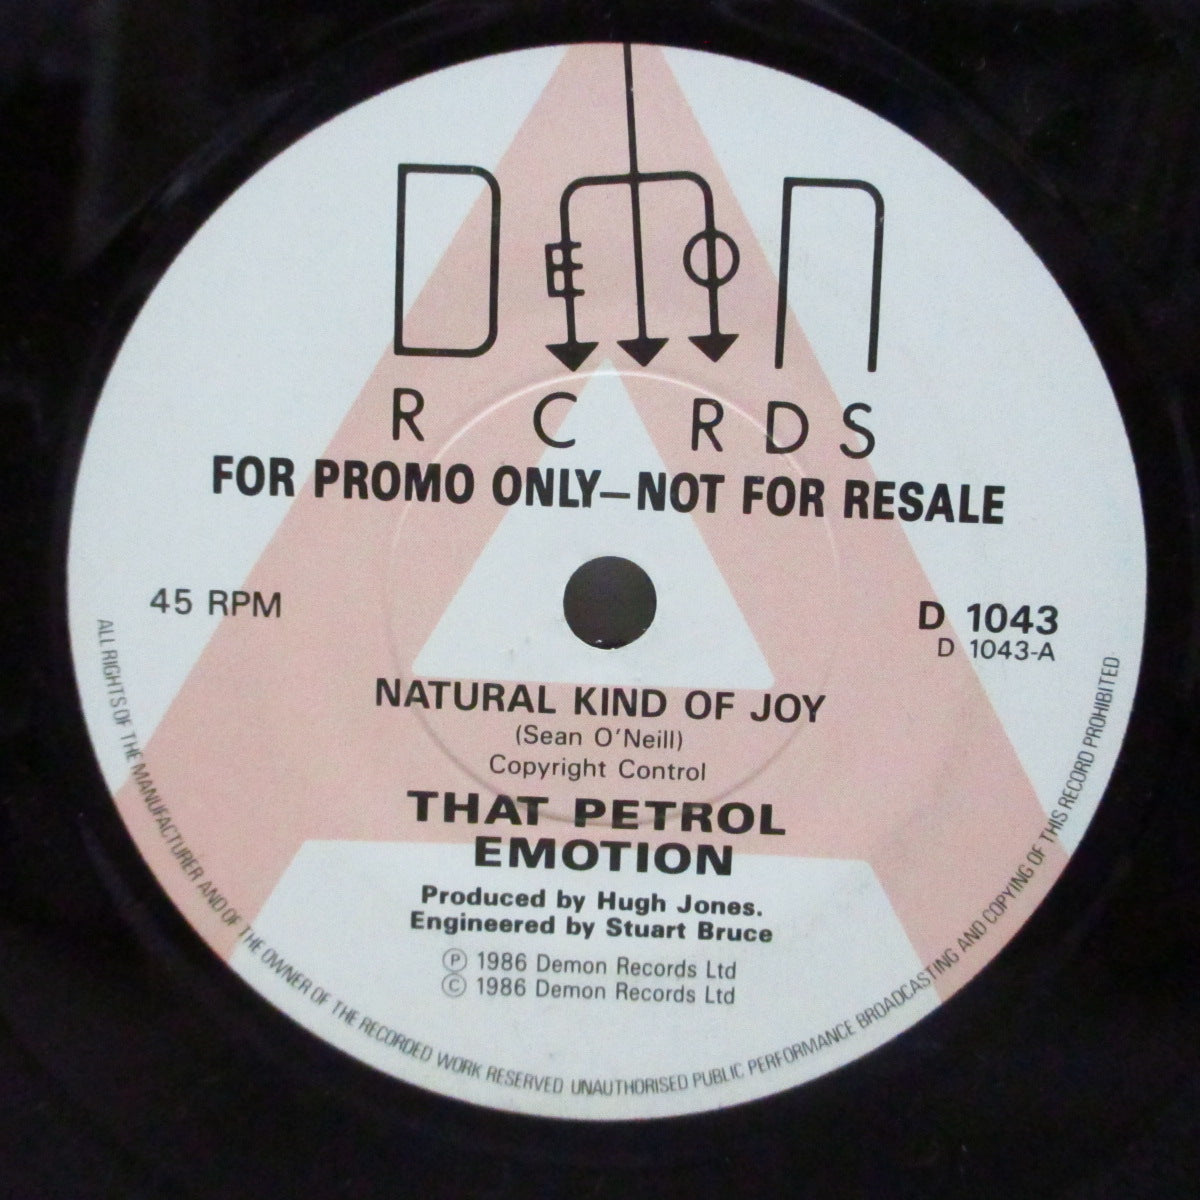 DEMON
R C RDS
FOR PROMO ONLY—NOT FOR RESALE
45 RPM
D 1043
D 1043-A
NATURAL KIND OF JOY
(Sean O'Neill)
Copyright Control
THAT PETROL
EMOTION
Produced by Hugh Jones.
Engineered by Stuart Bruce
Ⓟ 1986 Demon Records Ltd
Ⓒ 1986 Demon Records Ltd
ALL RIGHTS OF THE MANUFACTURER AND OF THE OWNER OF THE RECORDED WORK RESERVED UNAUTHORISED PUBLIC PERFORMANCE BROADCASTING AND COPYING OF THIS RECORD PROHIBITED